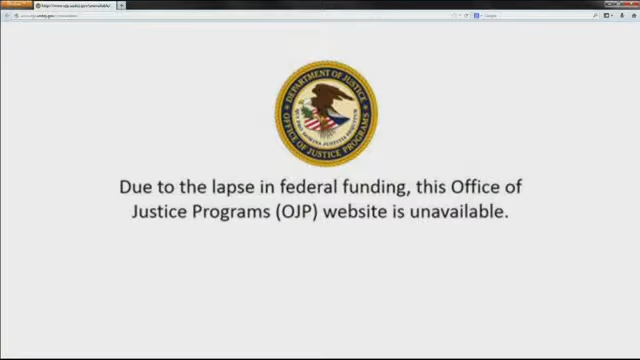 DEPARTMENT OF JUSTICE
OFFICE OF JUSTICE PROGRAMS
Due to the lapse in federal funding, this Office of
Justice Programs (OJP) website is unavailable.